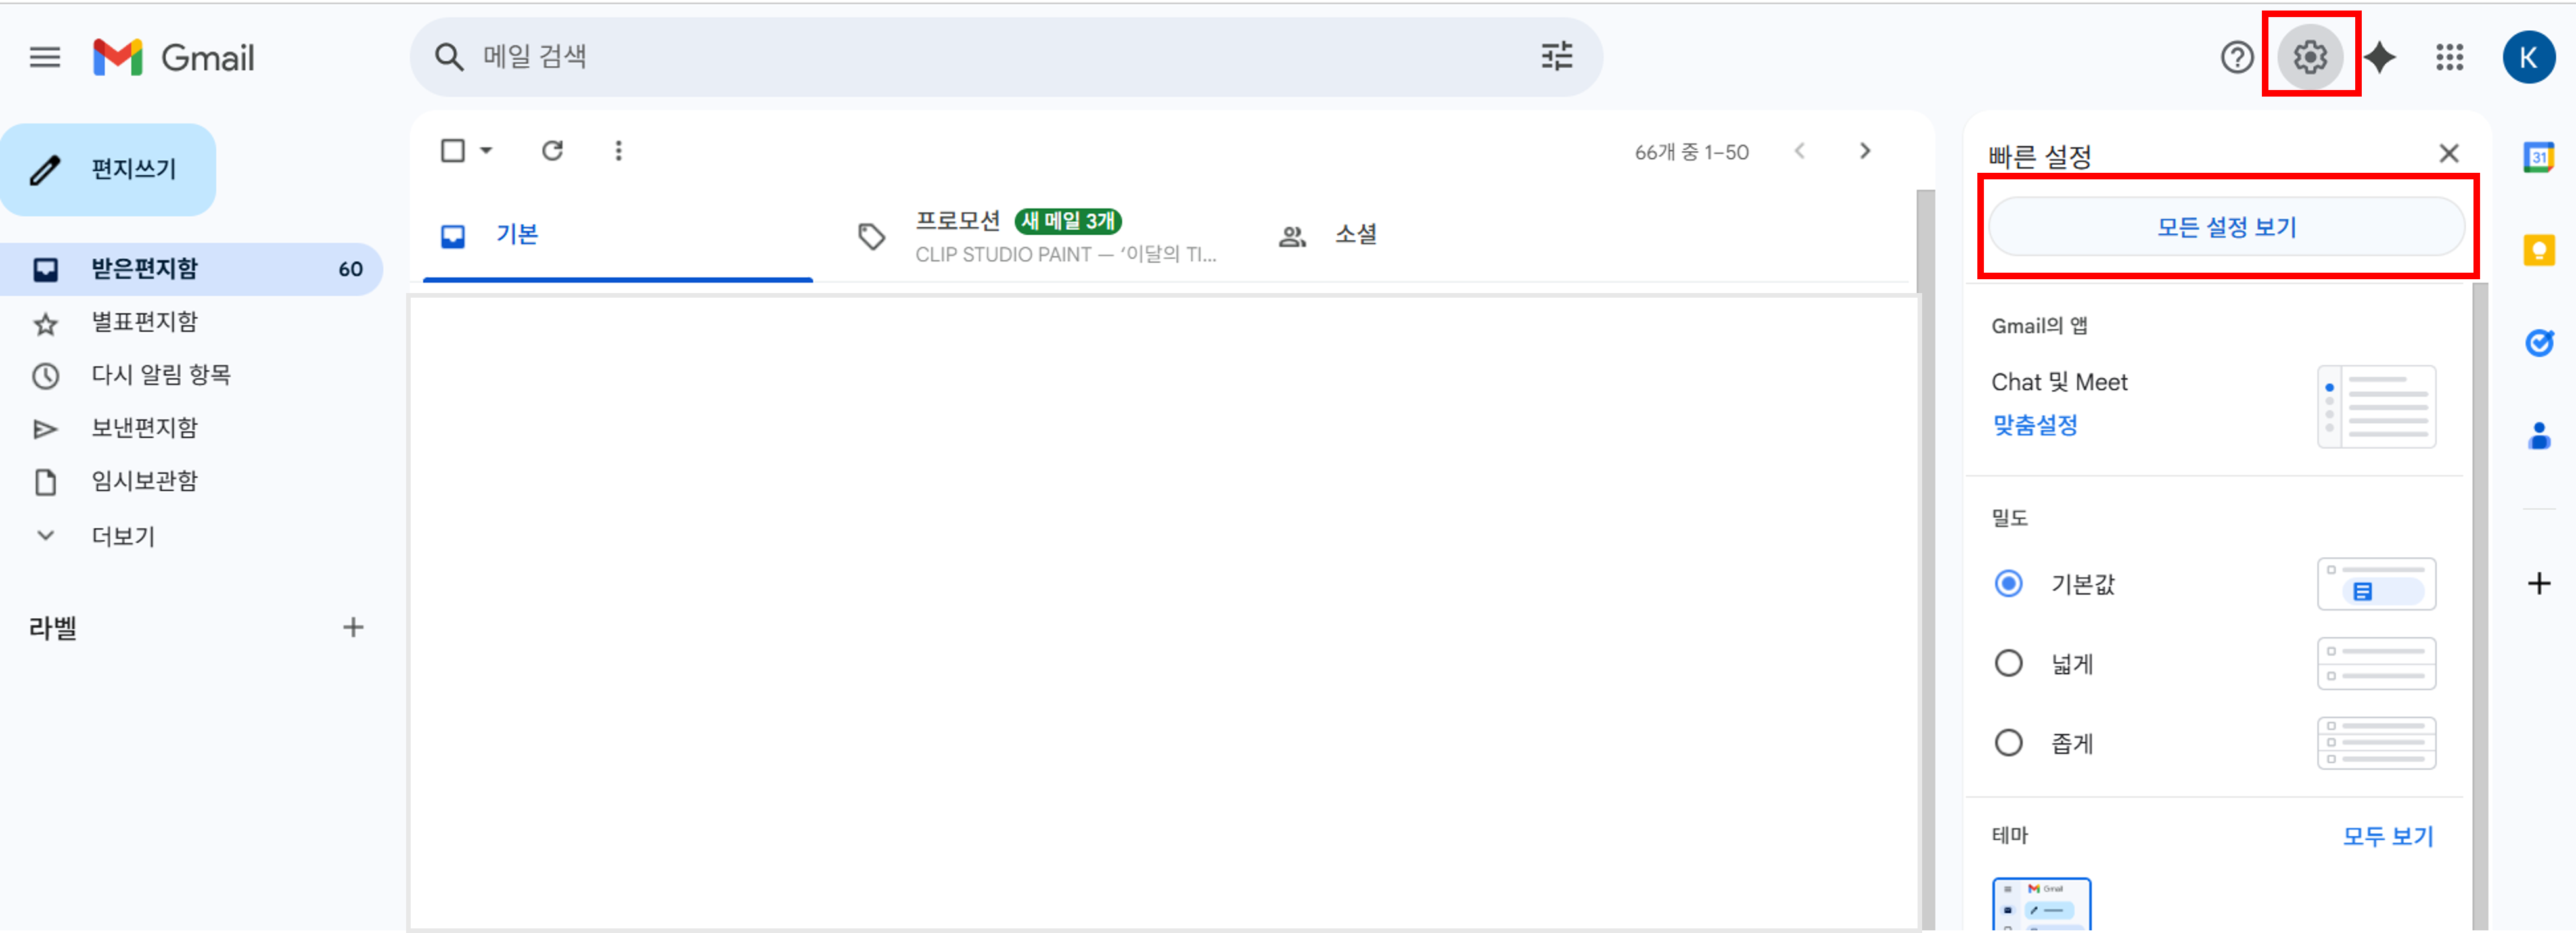 Gmail
메일 검색
K
편지쓰기
66개 중 1–50
빠른 설정
31
기본
프로모션 새 메일 3개
CLIP STUDIO PAINT — ‘이달의 TI...
소셜
모든 설정 보기
받은편지함 60
별표편지함
다시 알림 항목
보낸편지함
임시보관함
더보기
라벨
Gmail의 앱
Chat 및 Meet
맞춤설정
밀도
기본값
넓게
좁게
테마
모두 보기
Gmail